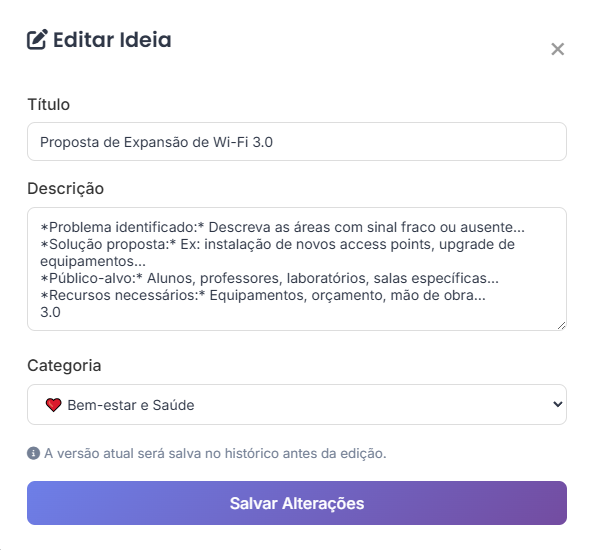 Editar Ideia
Título
Proposta de Expansão de Wi-Fi 3.0
Descrição
*Problema identificado:* Descreva as áreas com sinal fraco ou ausente...
*Solução proposta:* Ex: instalação de novos access points, upgrade de
equipamentos...
*Público-alvo:* Alunos, professores, laboratórios, salas específicas...
*Recursos necessários:* Equipamentos, orçamento, mão de obra...
3.0
Categoria
Bem-estar e Saúde
A versão atual será salva no histórico antes da edição.
Salvar Alterações